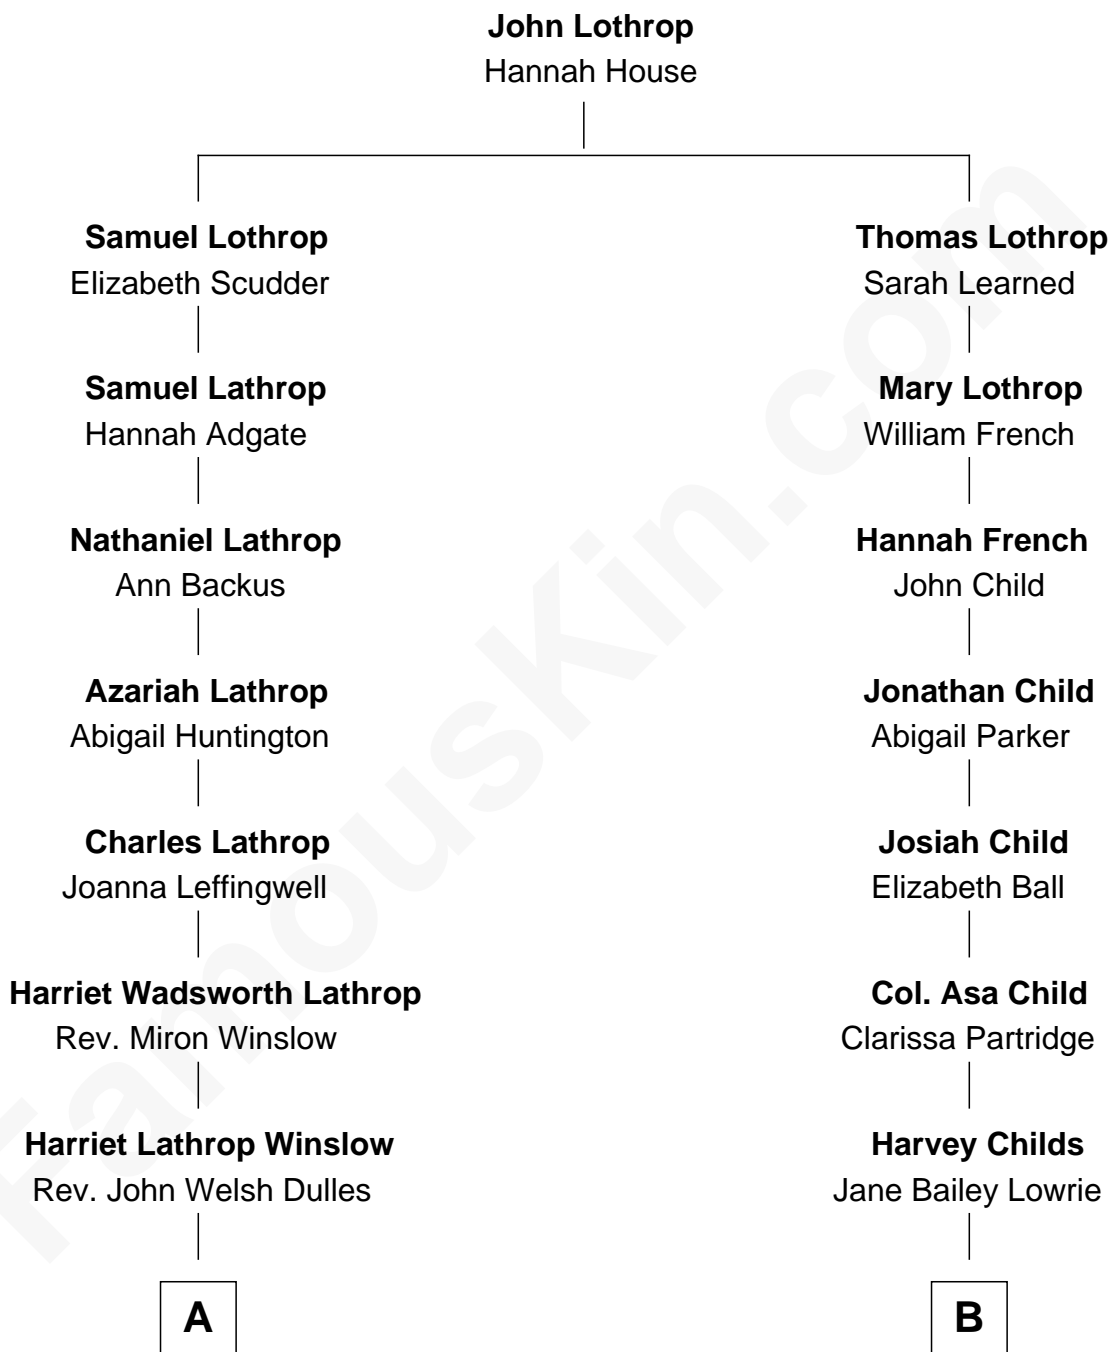 John Lothrop
Hannah House
Samuel Lothrop
Elizabeth Scudder
Thomas Lothrop
Sarah Learned
Samuel Lathrop
Hannah Adgate
Mary Lothrop
William French
Nathaniel Lathrop
Ann Backus
Hannah French
John Child
Azariah Lathrop
Abigail Huntington
Jonathan Child
Abigail Parker
Charles Lathrop
Joanna Leffingwell
Josiah Child
Elizabeth Ball
Harriet Wadsworth Lathrop
Rev. Miron Winslow
Col. Asa Child
Clarissa Partridge
Harriet Lathrop Winslow
Rev. John Welsh Dulles
Harvey Childs
Jane Bailey Lowrie
A
B
FamousKin.com